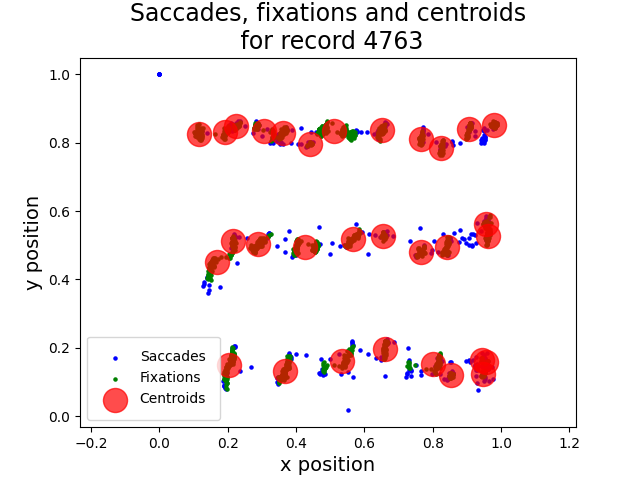 Saccades, fixations and centroids
for record 4763
1.0
0.8
0.6
0.4
0.2
0.0
y position
Saccades
Fixations
Centroids
−0.2
0.0
0.2
0.4
0.6
0.8
1.0
1.2
x position